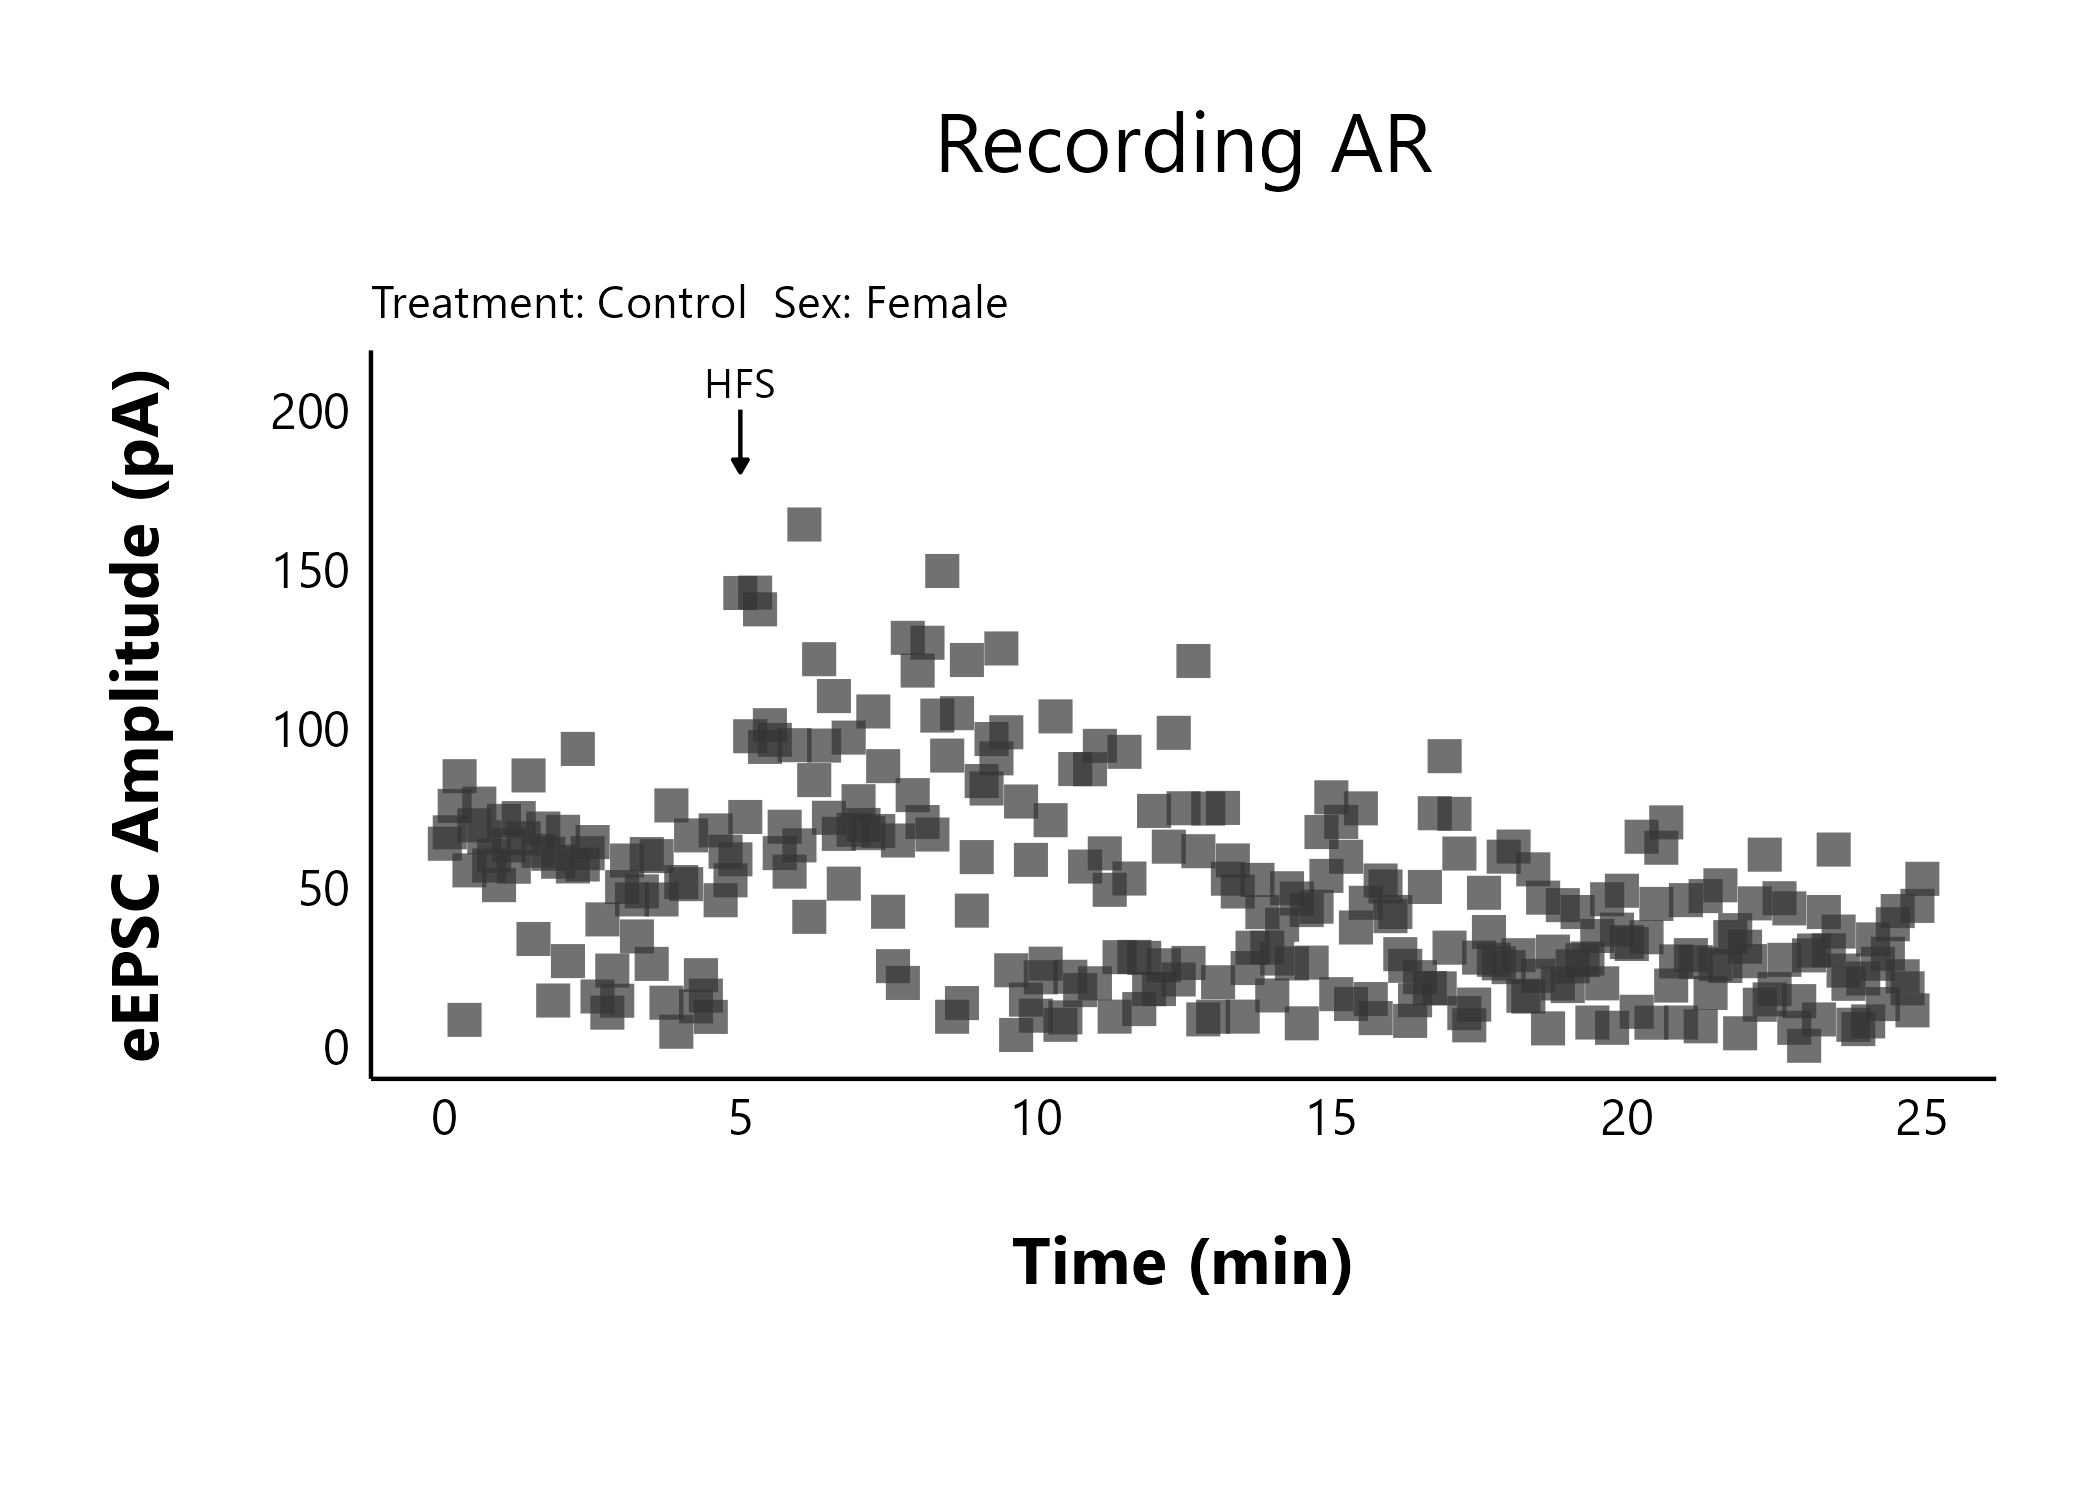 Recording AR
Treatment: Control  Sex: Female
HFS
eEPSC Amplitude (pA)
200
150
100
50
0
0 5 10 15 20 25
Time (min)